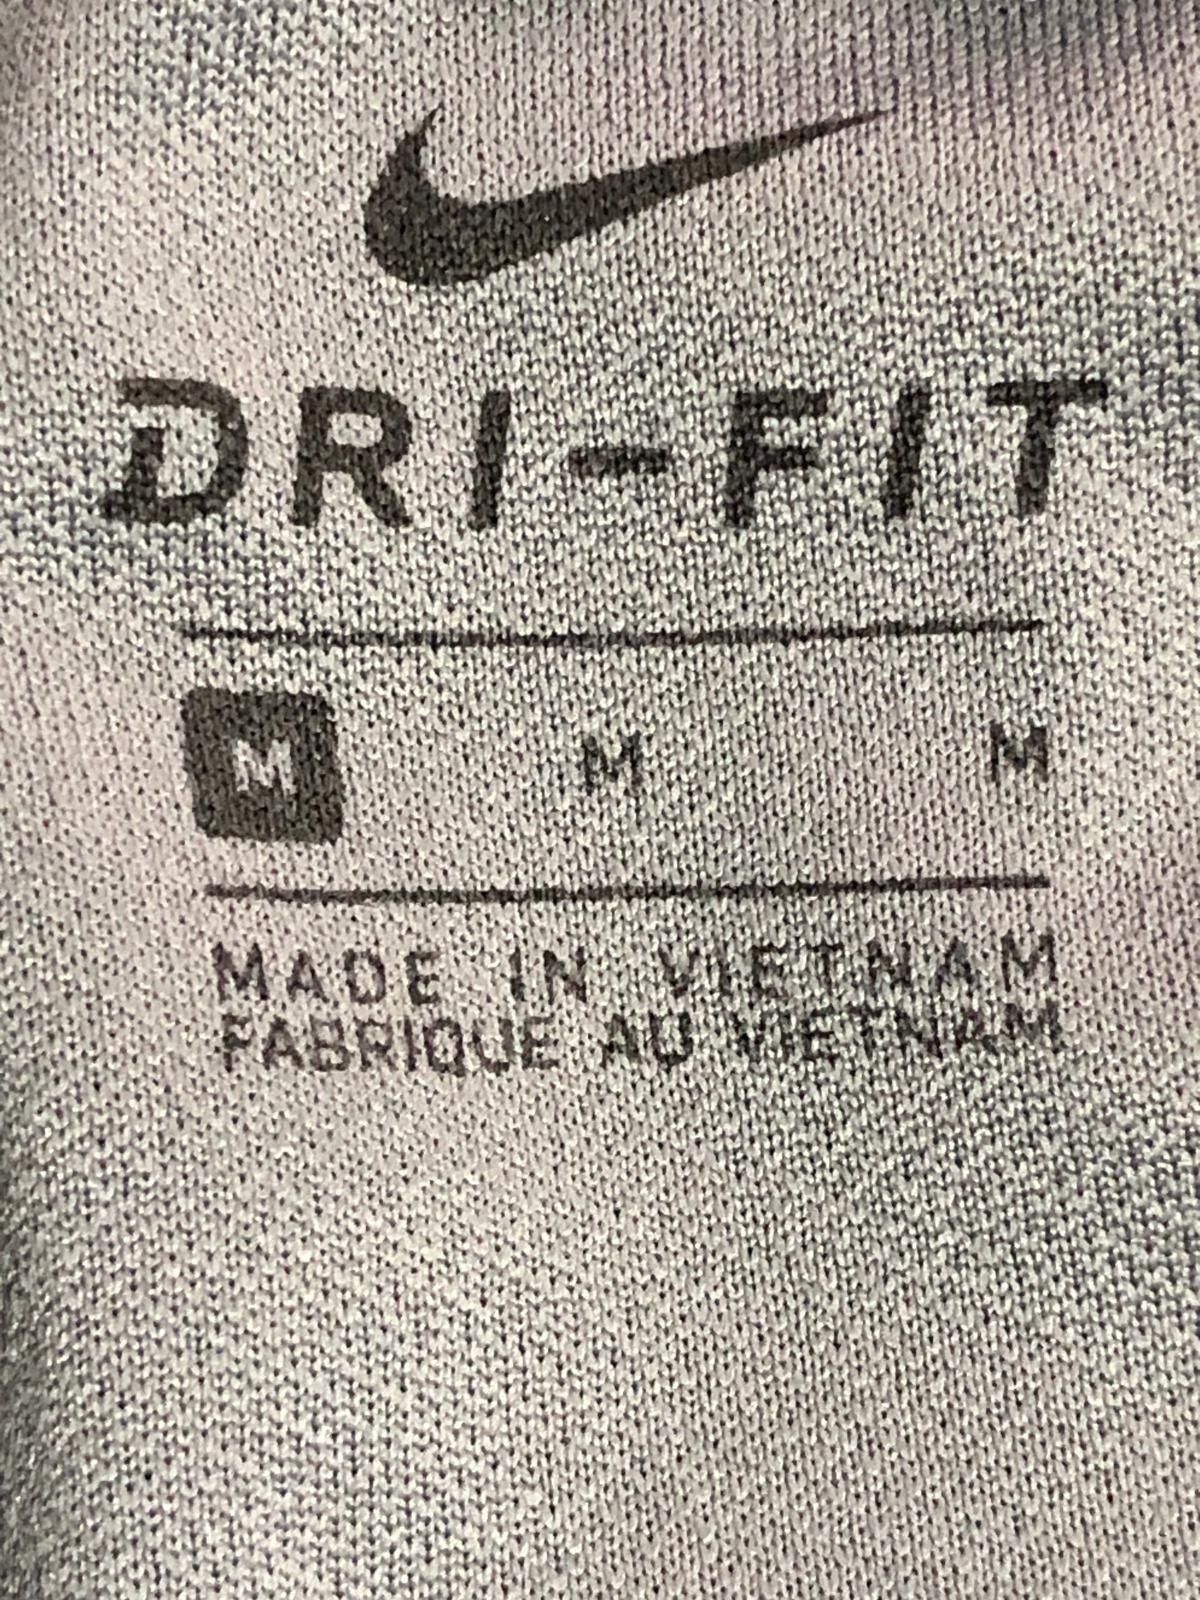 DRI-FIT
M M M
MADE IN VIETNAM
FABRIQUE AU VIETNAM